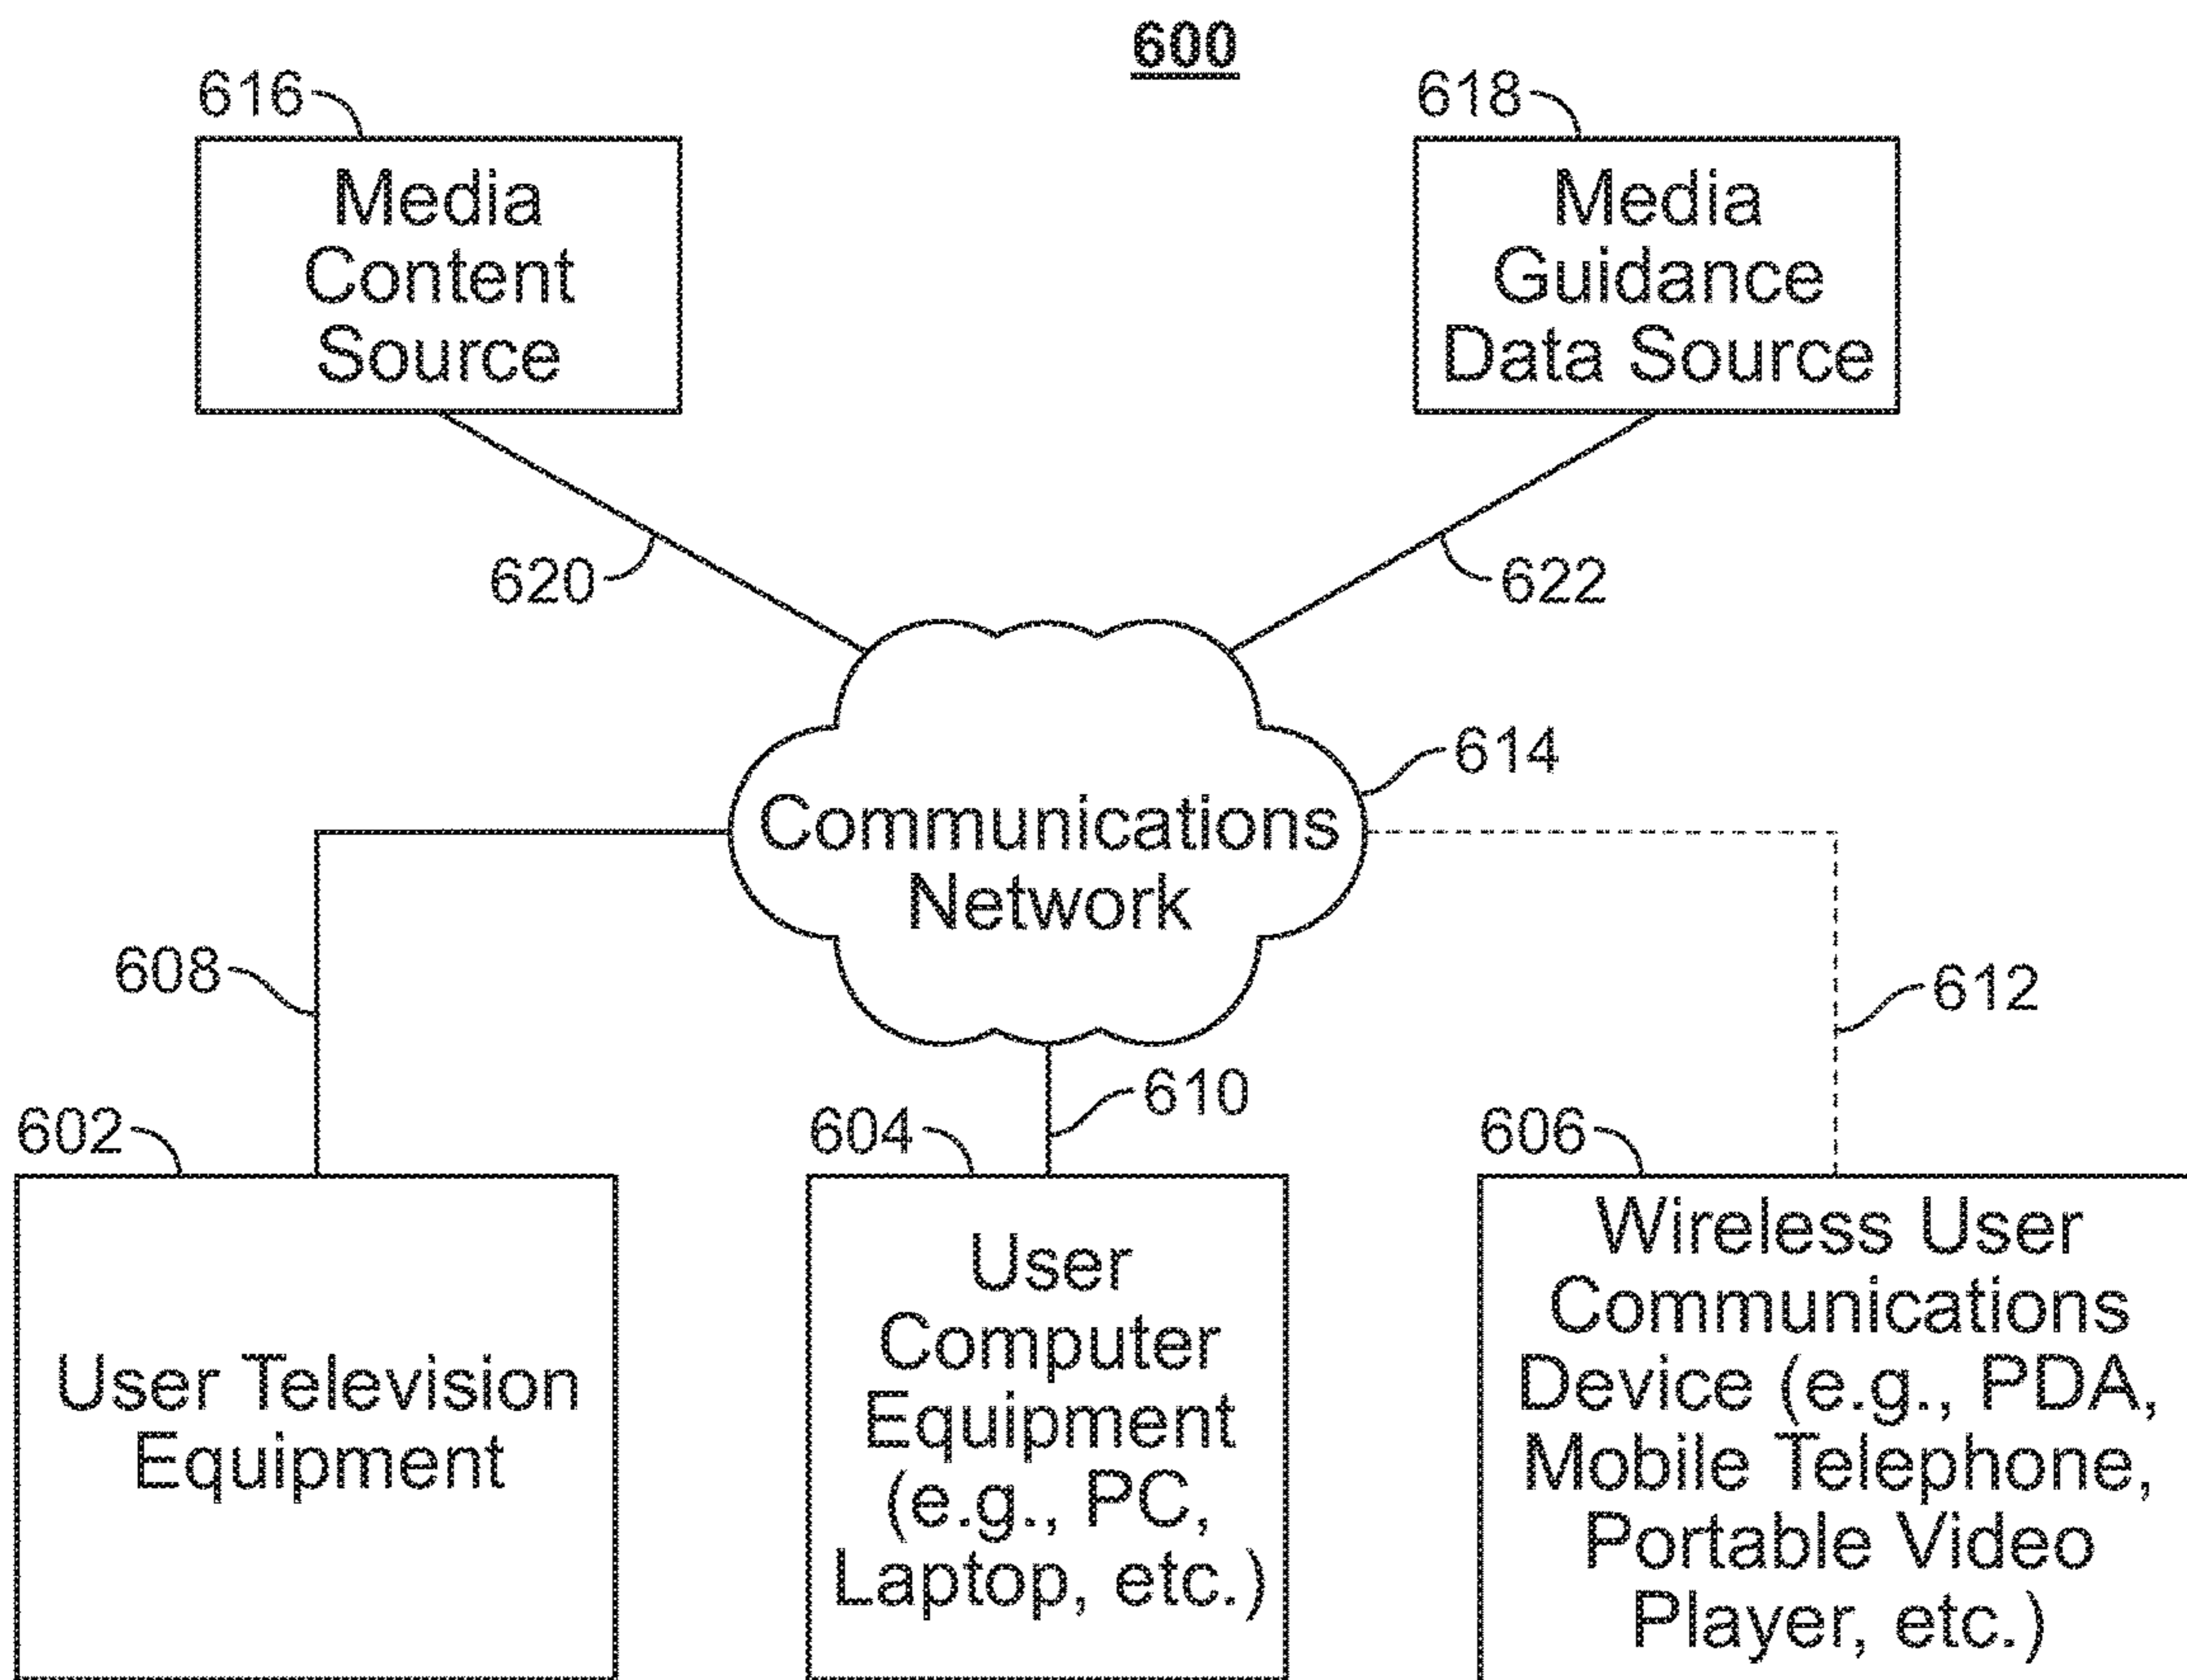 600
616
618
Media
Content
Source
Media
Guidance
Data Source
620
622
614
Communications
Network
608
612
610
602
604
606
User Television
Equipment
User
Computer
Equipment
(e.g., PC,
Laptop, etc.)
Wireless User
Communications
Device (e.g., PDA,
Mobile Telephone,
Portable Video
Player, etc.)